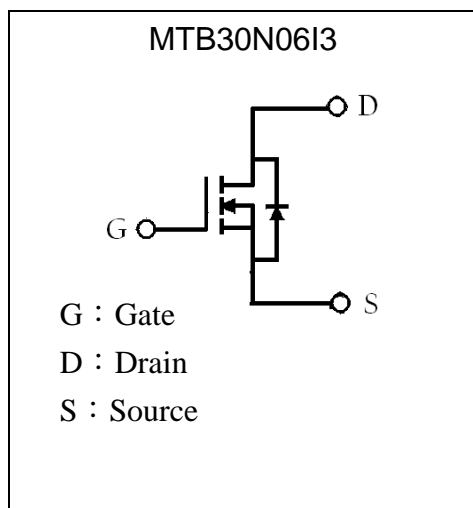 MTB30N06I3
D
G
S
G：Gate
D：Drain
S：Source